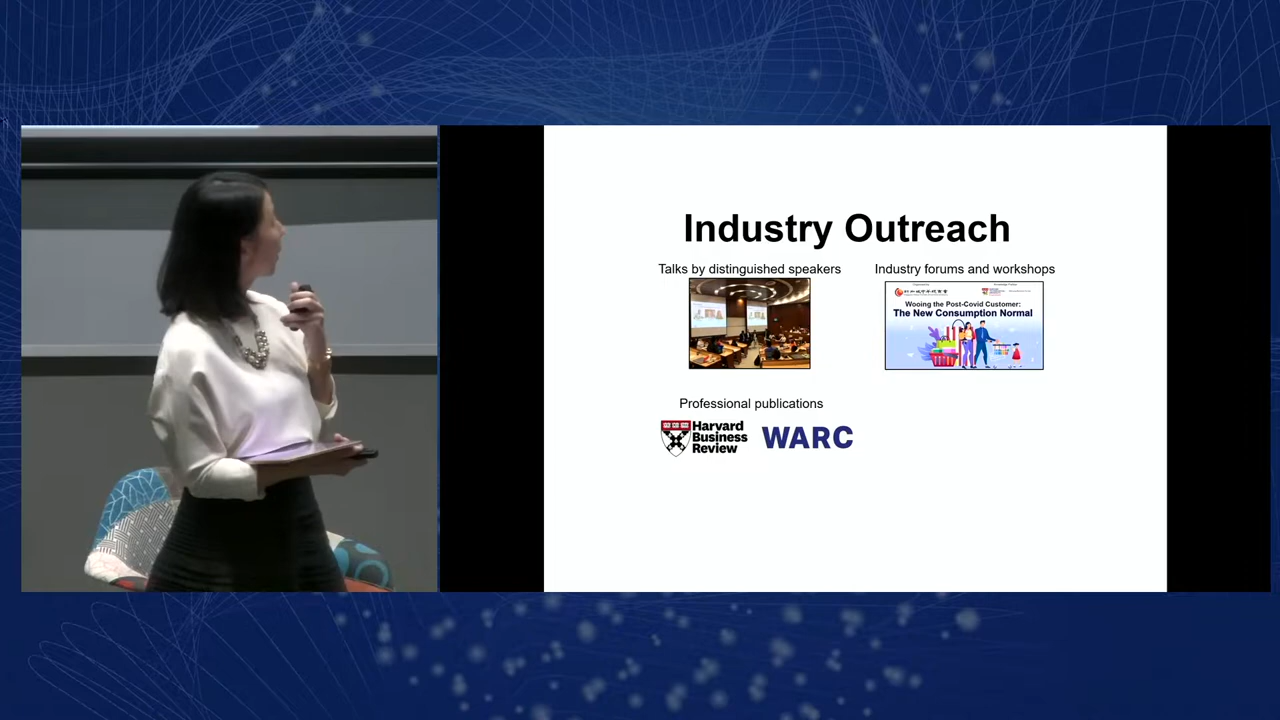 Industry Outreach
Talks by distinguished speakers
Industry forums and workshops
Wooing the Post-Covid Customer:
The New Consumption Normal
Professional publications
Harvard
Business
Review
WARC